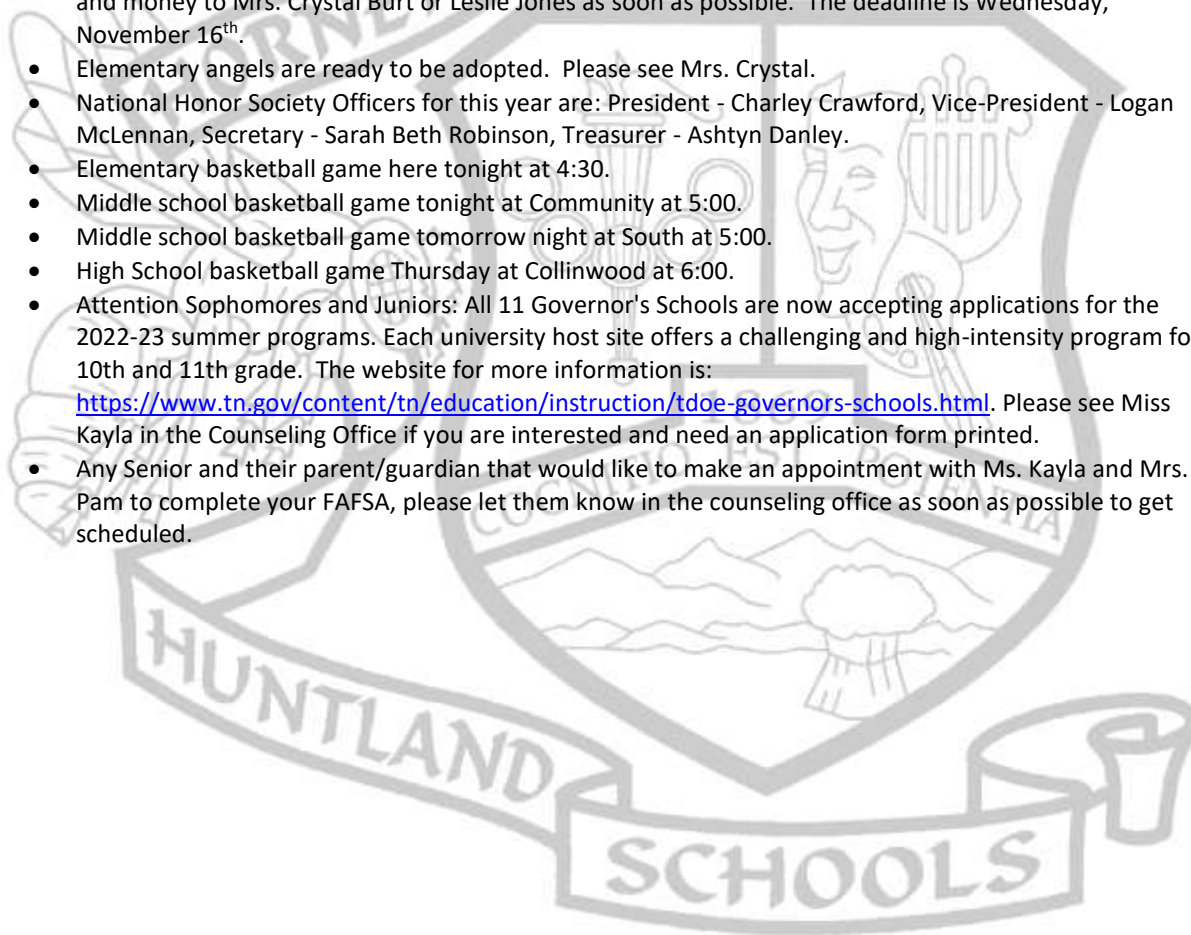 and money to Mrs. Crystal Burt or Leslie Jones as soon as possible. The deadline is Wednesday,
November 16th.
• Elementary angels are ready to be adopted. Please see Mrs. Crystal.
• National Honor Society Officers for this year are: President - Charley Crawford, Vice-President - Logan
McLennan, Secretary - Sarah Beth Robinson, Treasurer - Ashtyn Danley.
• Elementary basketball game here tonight at 4:30.
• Middle school basketball game tonight at Community at 5:00.
• Middle school basketball game tomorrow night at South at 5:00.
• High School basketball game Thursday at Collinwood at 6:00.
• Attention Sophomores and Juniors: All 11 Governor's Schools are now accepting applications for the
2022-23 summer programs. Each university host site offers a challenging and high-intensity program fo
10th and 11th grade. The website for more information is:
https://www.tn.gov/content/tn/education/instruction/tdoe-governors-schools.html. Please see Miss
Kayla in the Counseling Office if you are interested and need an application form printed.
• Any Senior and their parent/guardian that would like to make an appointment with Ms. Kayla and Mrs.
Pam to complete your FAFSA, please let them know in the counseling office as soon as possible to get
scheduled.
COGNITIO EST POTENTIA
HUNTLAND
SCHOOLS